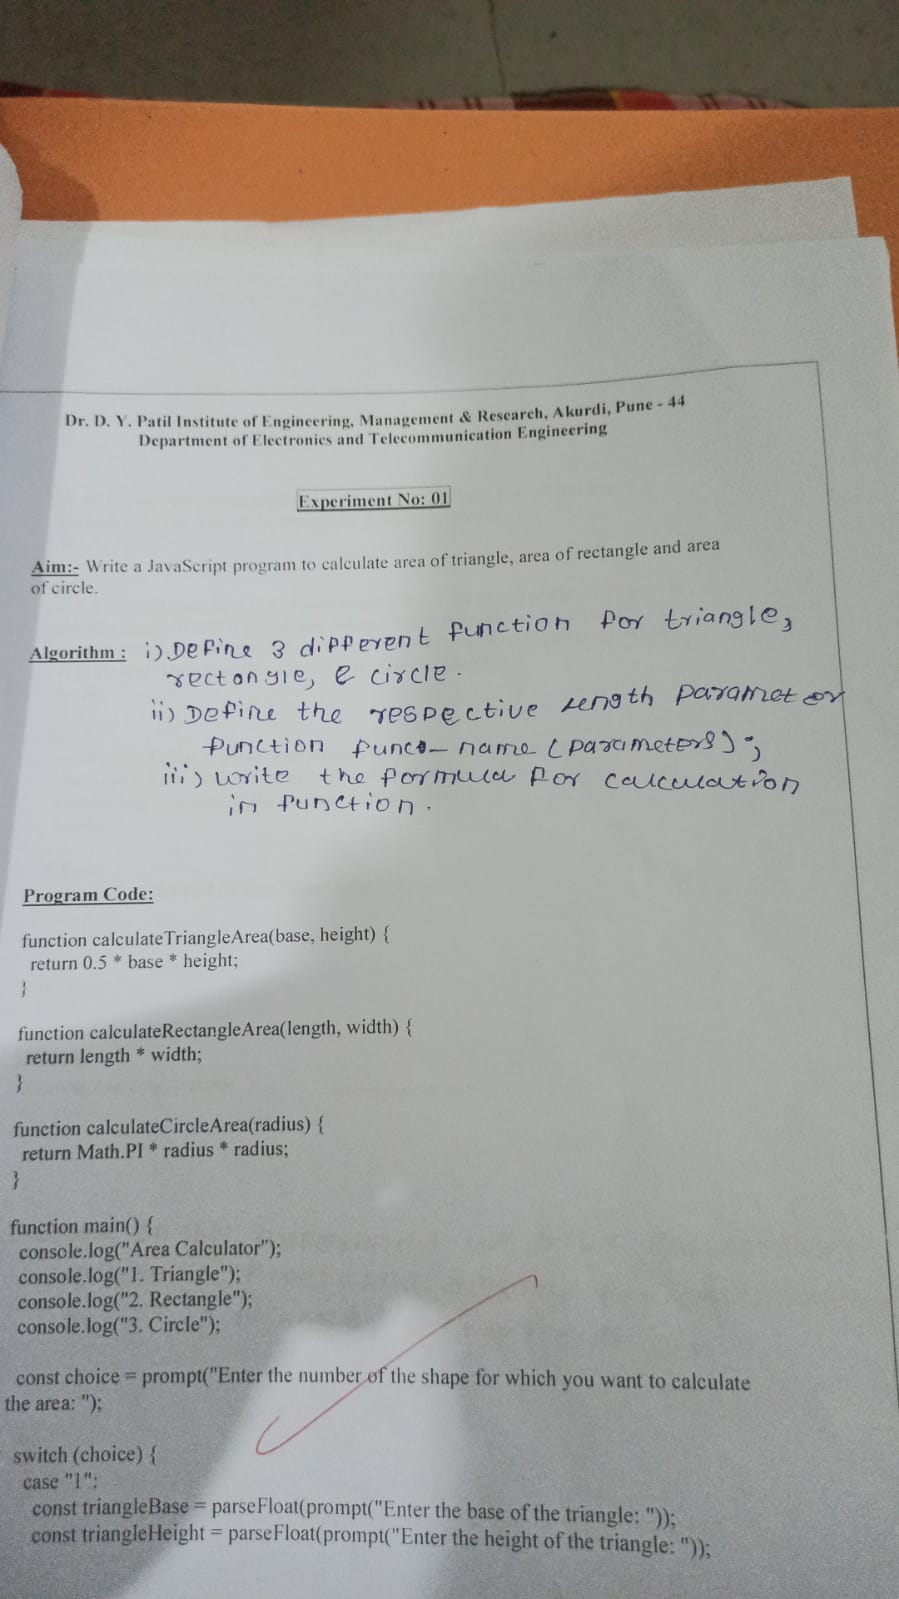 Dr. D. Y. Patil Institute of Engineering, Management & Research, Akurdi, Pune - 44
Department of Electronics and Telecommunication Engineering
Experiment No: 01
Aim:- Write a JavaScript program to calculate area of triangle, area of rectangle and area
of circle.
Algorithm : i) Define 3 different function for triangle,
rectangle, & circle.
ii) Define the respective length parameter
function funct_name (parameters);
iii) write the formula for calculation
in function.
Program Code:
function calculateTriangleArea(base, height) {
return 0.5 * base * height;
}
function calculateRectangleArea(length, width) {
return length * width;
}
function calculateCircleArea(radius) {
return Math.PI * radius * radius;
}
function main() {
console.log("Area Calculator");
console.log("1. Triangle");
console.log("2. Rectangle");
console.log("3. Circle");
const choice = prompt("Enter the number of the shape for which you want to calculate
the area: ");
switch (choice) {
case "1":
const triangleBase = parseFloat(prompt("Enter the base of the triangle: "));
const triangleHeight = parseFloat(prompt("Enter the height of the triangle: "));